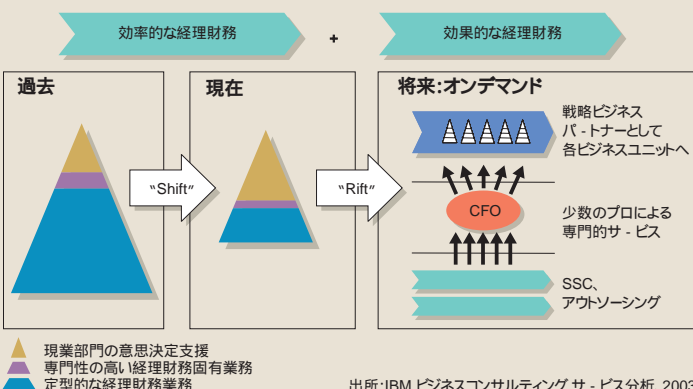 効率的な経理財務
+
効果的な経理財務
過去
現在
将来:オンデマンド
"Shift"
"Rift"
戦略ビジネス
パ-トナーとして
各ビジネスユニットへ
CFO
少数のプロによる
専門的サ-ビス
SSC、
アウトソーシング
現業部門の意思決定支援
専門性の高い経理財務固有業務
定型的な経理財務業務
出所:IBM ビジネスコンサルティング サ-ビス分析, 2003